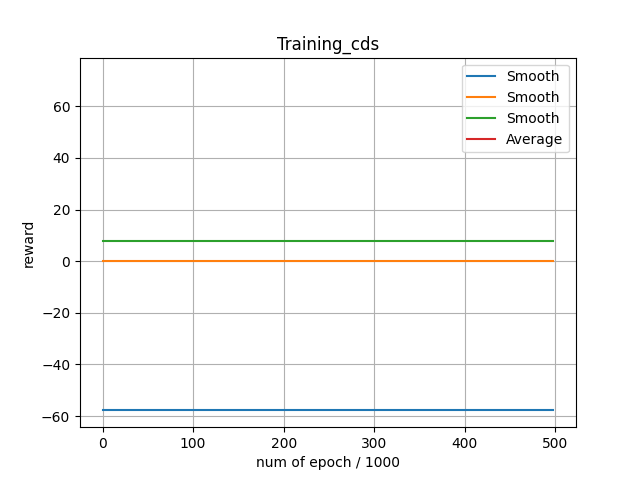 Training_cds
Smooth
Smooth
Smooth
Average
60
40
20
0
−20
−40
−60
reward
0 100 200 300 400 500
num of epoch / 1000